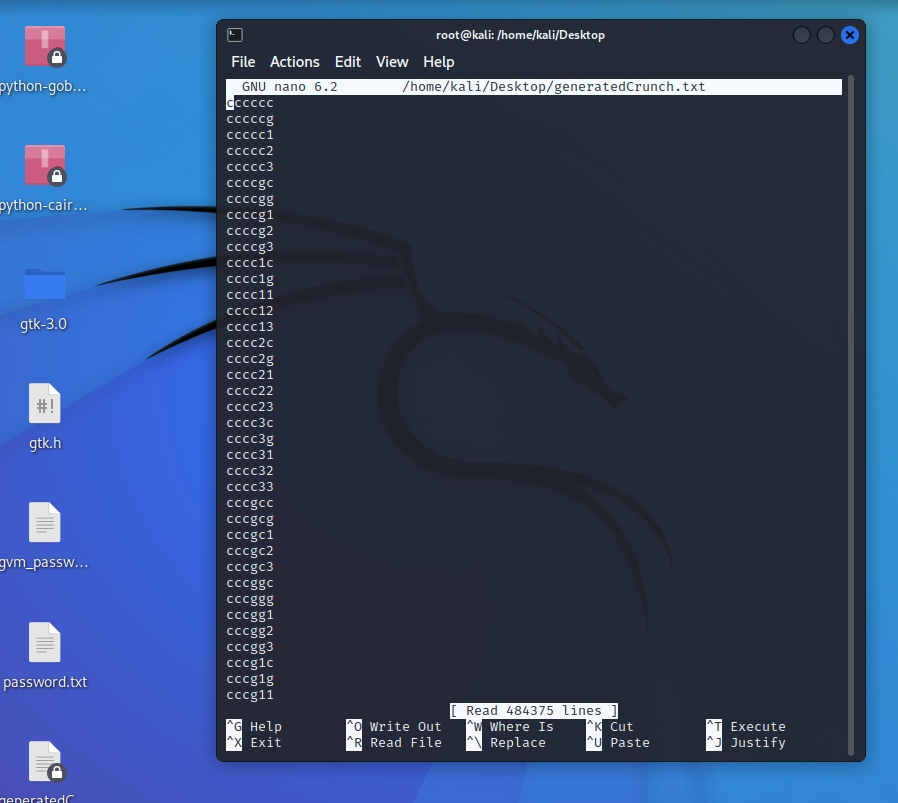 python-gob…
python-cair…
gtk-3.0
#!
gtk.h
gvm_passw…
password.txt
generatedC
root@kali: /home/kali/Desktop
File Actions Edit View Help
GNU nano 6.2 /home/kali/Desktop/generatedCrunch.txt
cccccc
cccccg
ccccc1
ccccc2
ccccc3
ccccgc
ccccgg
ccccg1
ccccg2
ccccg3
cccc1c
cccc1g
cccc11
cccc12
cccc13
cccc2c
cccc2g
cccc21
cccc22
cccc23
cccc3c
cccc3g
cccc31
cccc32
cccc33
cccgcc
cccgcg
cccgc1
cccgc2
cccgc3
cccggc
cccggg
cccgg1
cccgg2
cccgg3
cccg1c
cccg1g
cccg11
[ Read 484375 lines ]
^G Help ^O Write Out ^W Where Is ^K Cut ^T Execute
^X Exit ^R Read File ^\ Replace ^U Paste ^J Justify